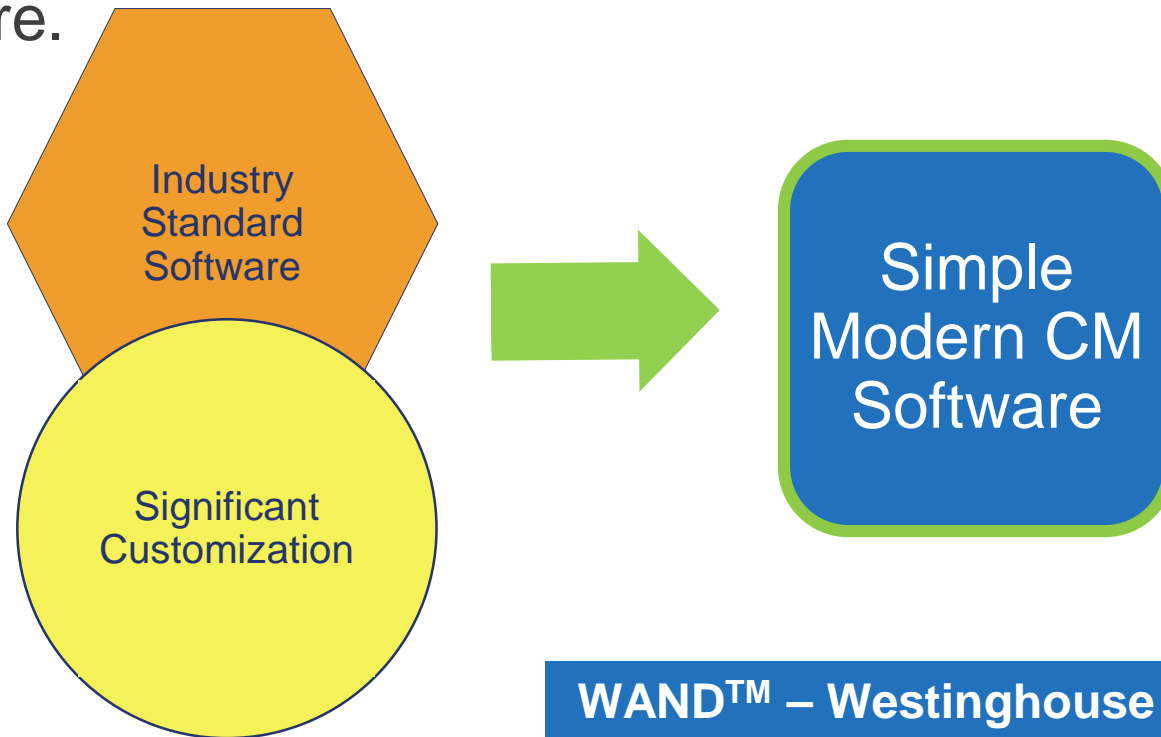 re.
Industry
Standard
Software
Significant
Customization
Simple
Modern CM
Software
WAND™ – Westinghouse